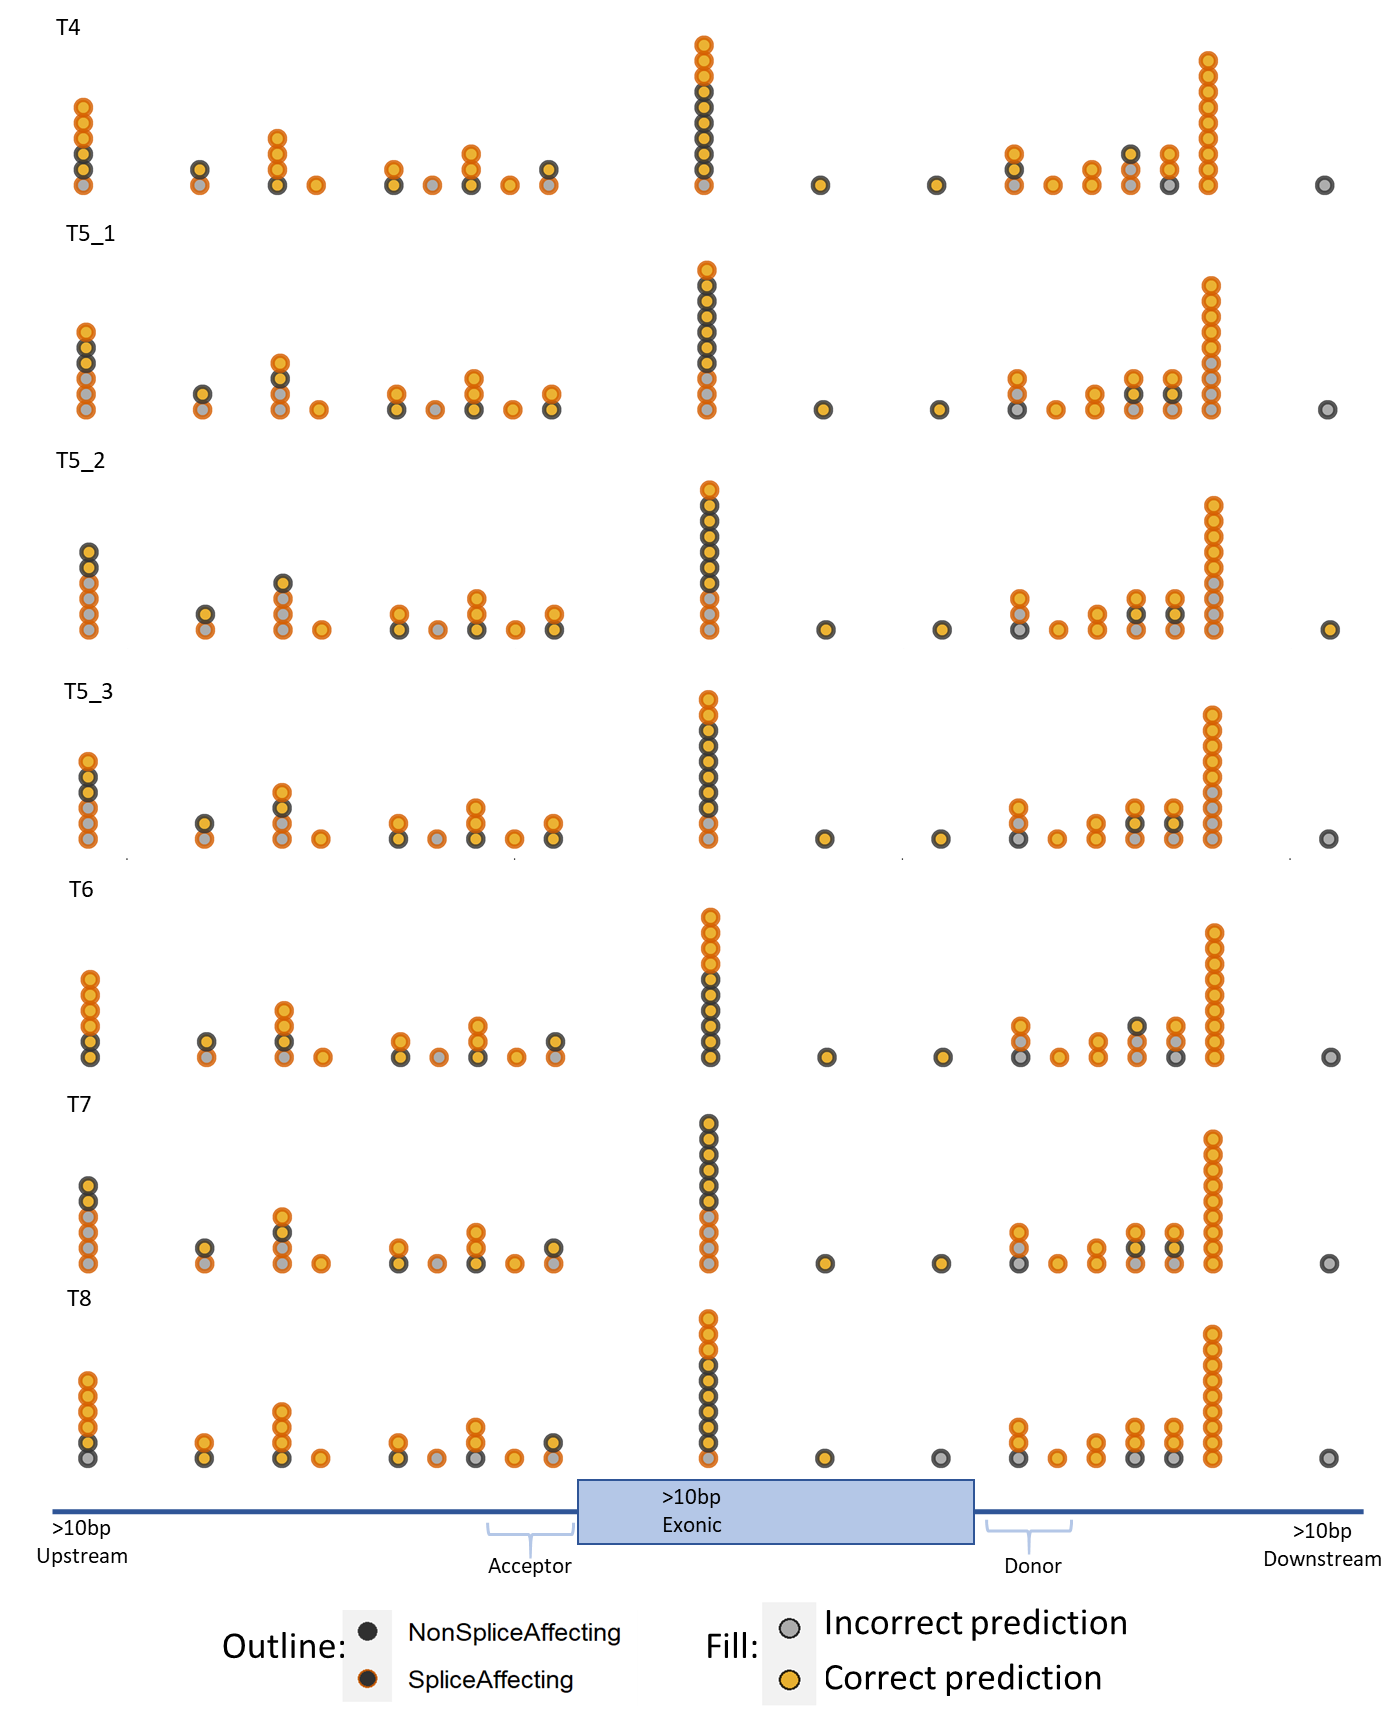 T4
T5_1
T5_2
T5_3
T6
T7
T8
>10bp
Exonic
>10bp
Upstream
>10bp
Downstream
Acceptor
Donor
Outline:
NonSpliceAffecting
SpliceAffecting
Fill:
Incorrect prediction
Correct prediction